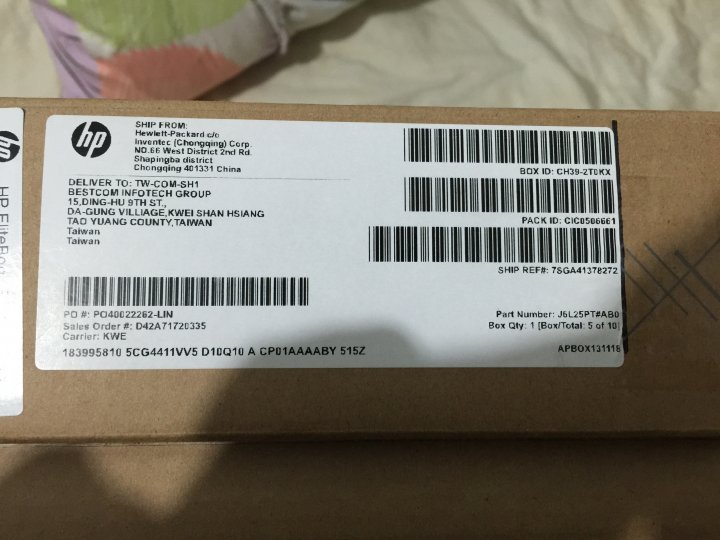 hp
SHIP FROM:
Hewlett-Packard c/o
Inventec (Chongqing) Corp.
NO.66 West District 2nd Rd.
Shapingba district
Chongqing 401331 China
BOX ID: CH39-2T0KX
DELIVER TO: TW-COM-SH1
BESTCOM INFOTECH GROUP
15,DING-HU 9TH ST.,
DA-GUNG VILLIAGE,KWEI SHAN HSIANG
TAO YUANG COUNTY,TAIWAN
Taiwan
Taiwan
PACK ID: CIC0506661
SHIP REF#: 7SGA41378272
PO #: PO40022262-LIN
Sales Order #: D42A71720335
Carrier: KWE
Part Number: J6L25PT#AB0
Box Qty: 1 [Box/Total: 5 of 10]
183995810 5CG4411VV5 D10Q10 A CP01AAAABY 515Z
APBOX131118
hp
HP EliteBoo